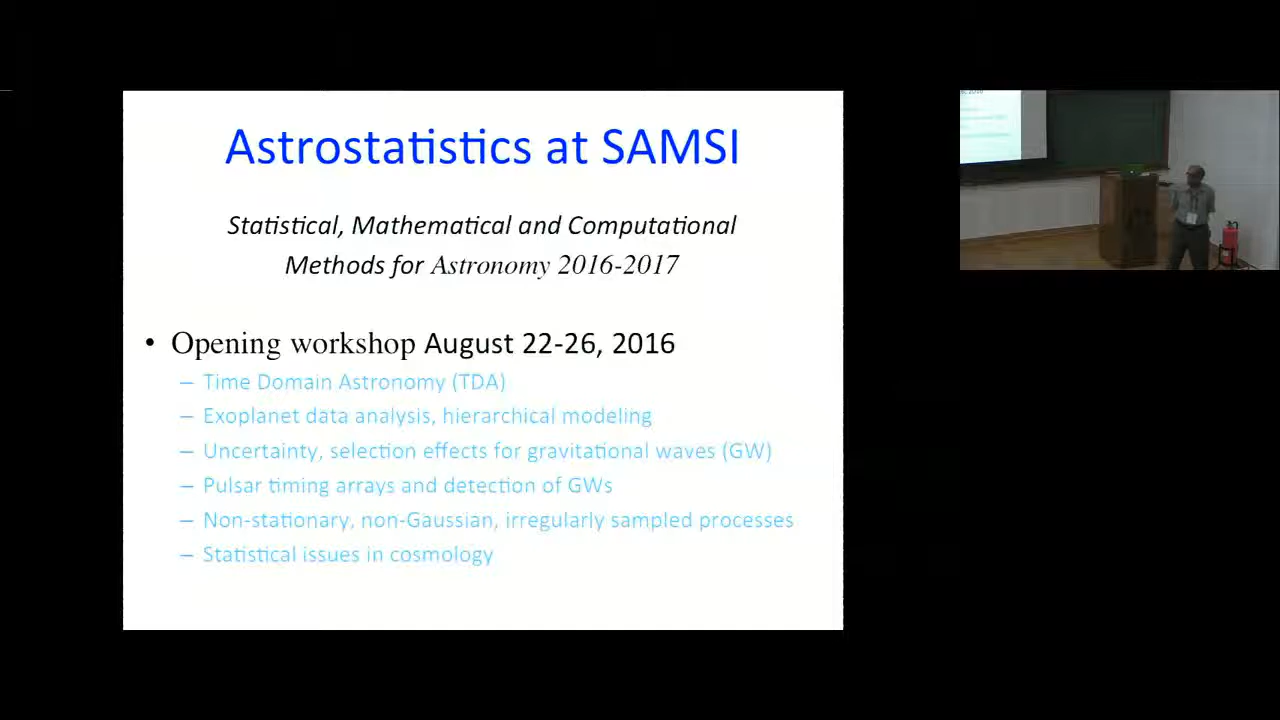 Astrostatistics at SAMSI
Statistical, Mathematical and Computational
Methods for Astronomy 2016-2017
• Opening workshop August 22-26, 2016
– Time Domain Astronomy (TDA)
– Exoplanet data analysis, hierarchical modeling
– Uncertainty, selection effects for gravitational waves (GW)
– Pulsar timing arrays and detection of GWs
– Non-stationary, non-Gaussian, irregularly sampled processes
– Statistical issues in cosmology